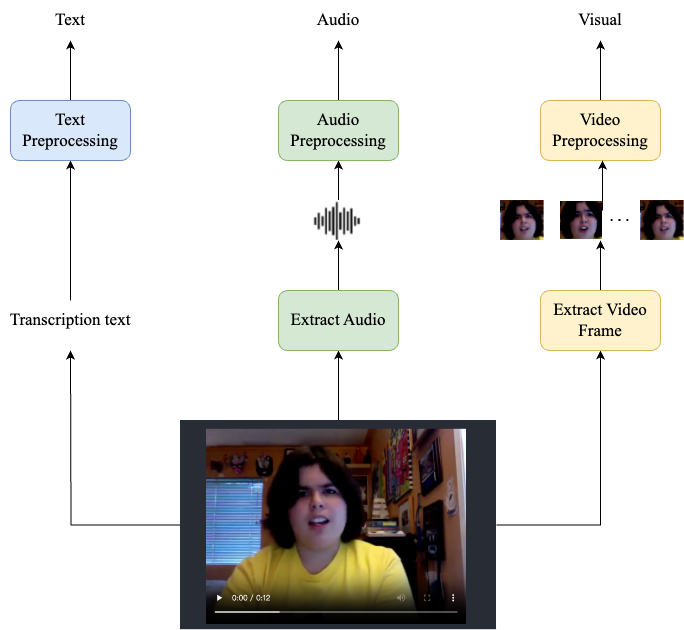 Text
Audio
Visual
Text
Preprocessing
Audio
Preprocessing
Video
Preprocessing
. . .
Transcription text
Extract Audio
Extract Video
Frame
0:00 / 0:12